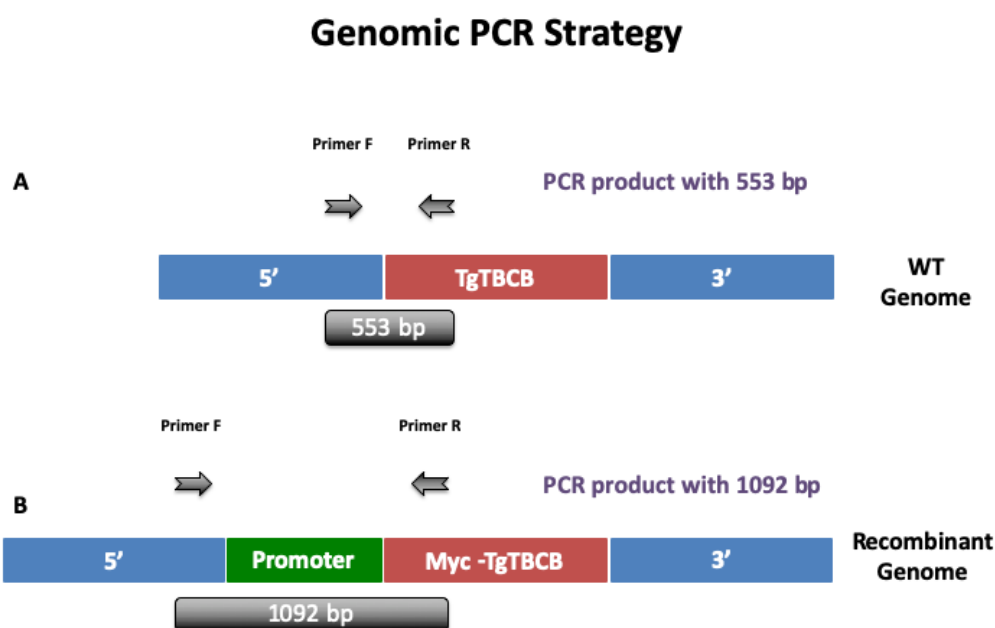 Genomic PCR Strategy
Primer F
Primer R
A
PCR product with 553 bp
5’
TgTBCB
3’
WT
Genome
553 bp
Primer F
Primer R
PCR product with 1092 bp
B
5’
Promoter
Myc -TgTBCB
3’
Recombinant
Genome
1092 bp